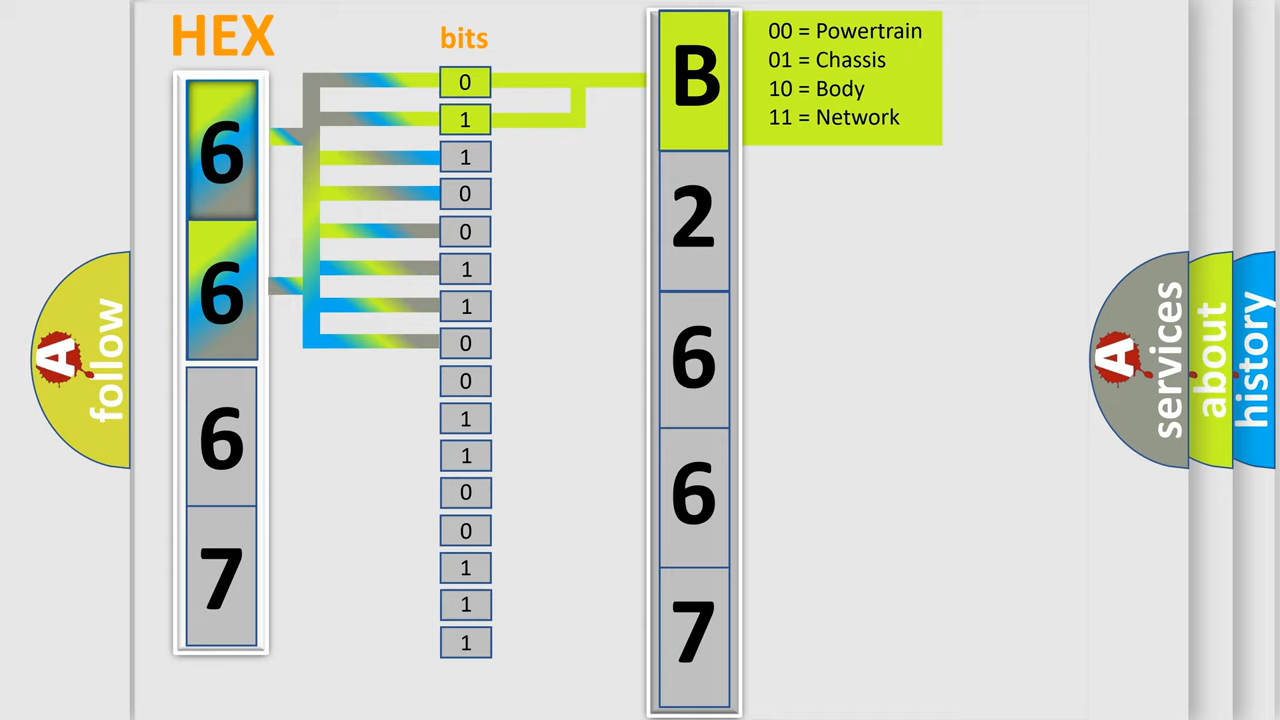 HEX
bits
6
6
6
7
0
1
1
0
0
1
1
0
0
1
1
0
0
1
1
1
B
2
6
6
7
00 = Powertrain
01 = Chassis
10 = Body
11 = Network
A
follow
A
services
about
history